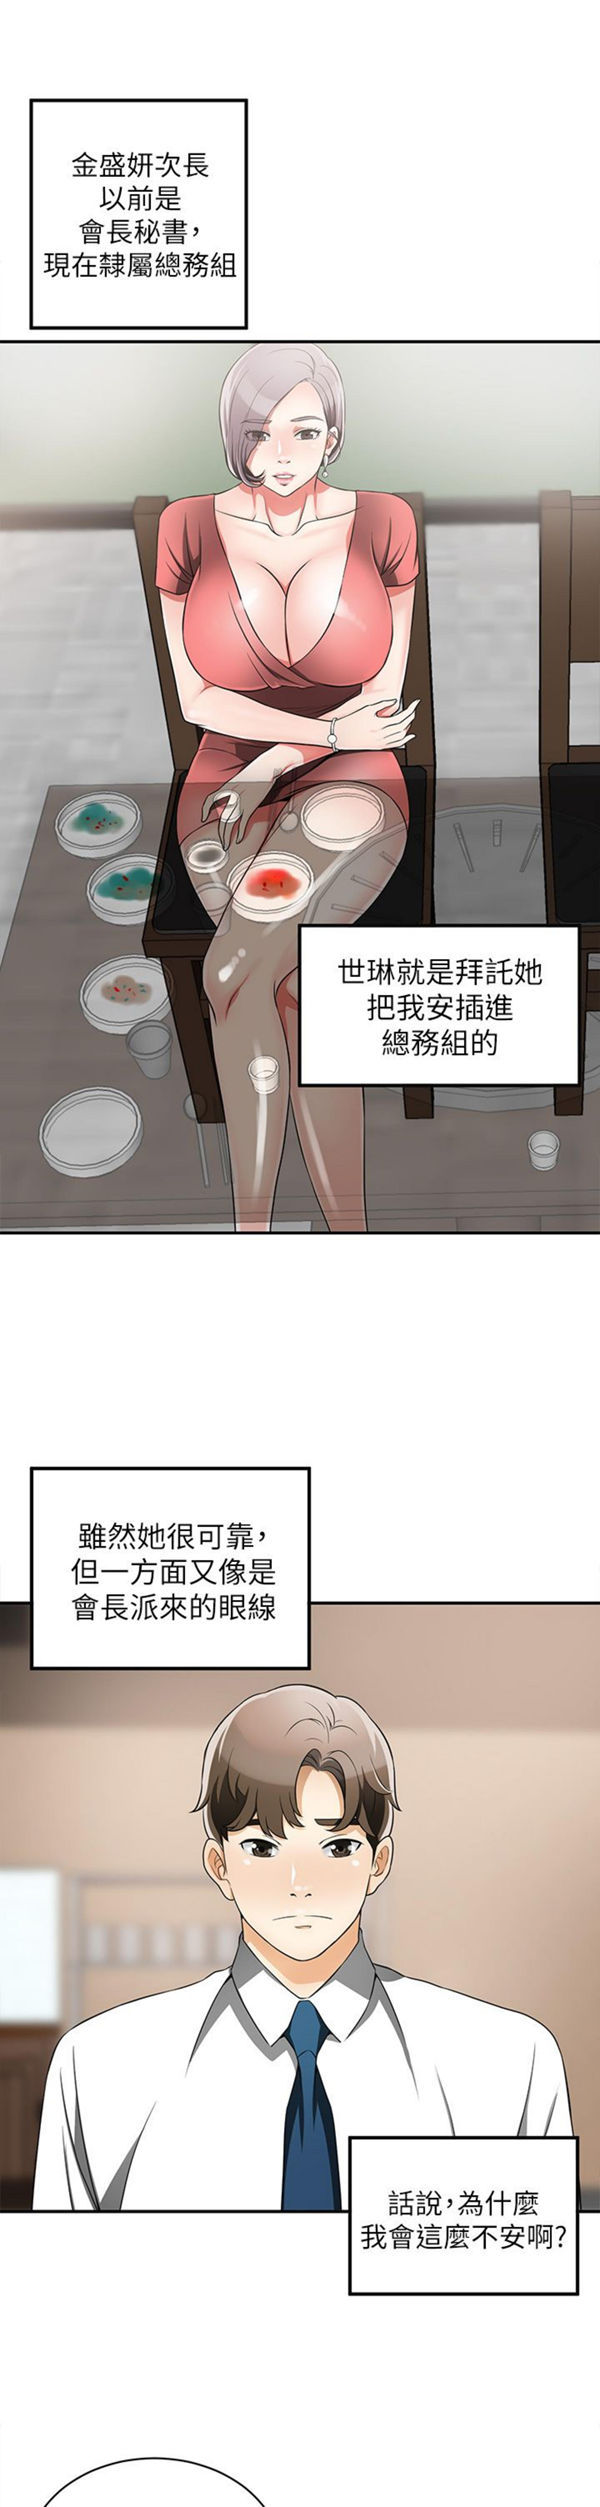 金盛妍次長
以前是
會長秘書，
現在隸屬總務組
世琳就是拜託她
把我安插進
總務組的
雖然她很可靠，
但一方面又像是
會長派來的眼線
話說，為什麼
我會這麼不安啊?